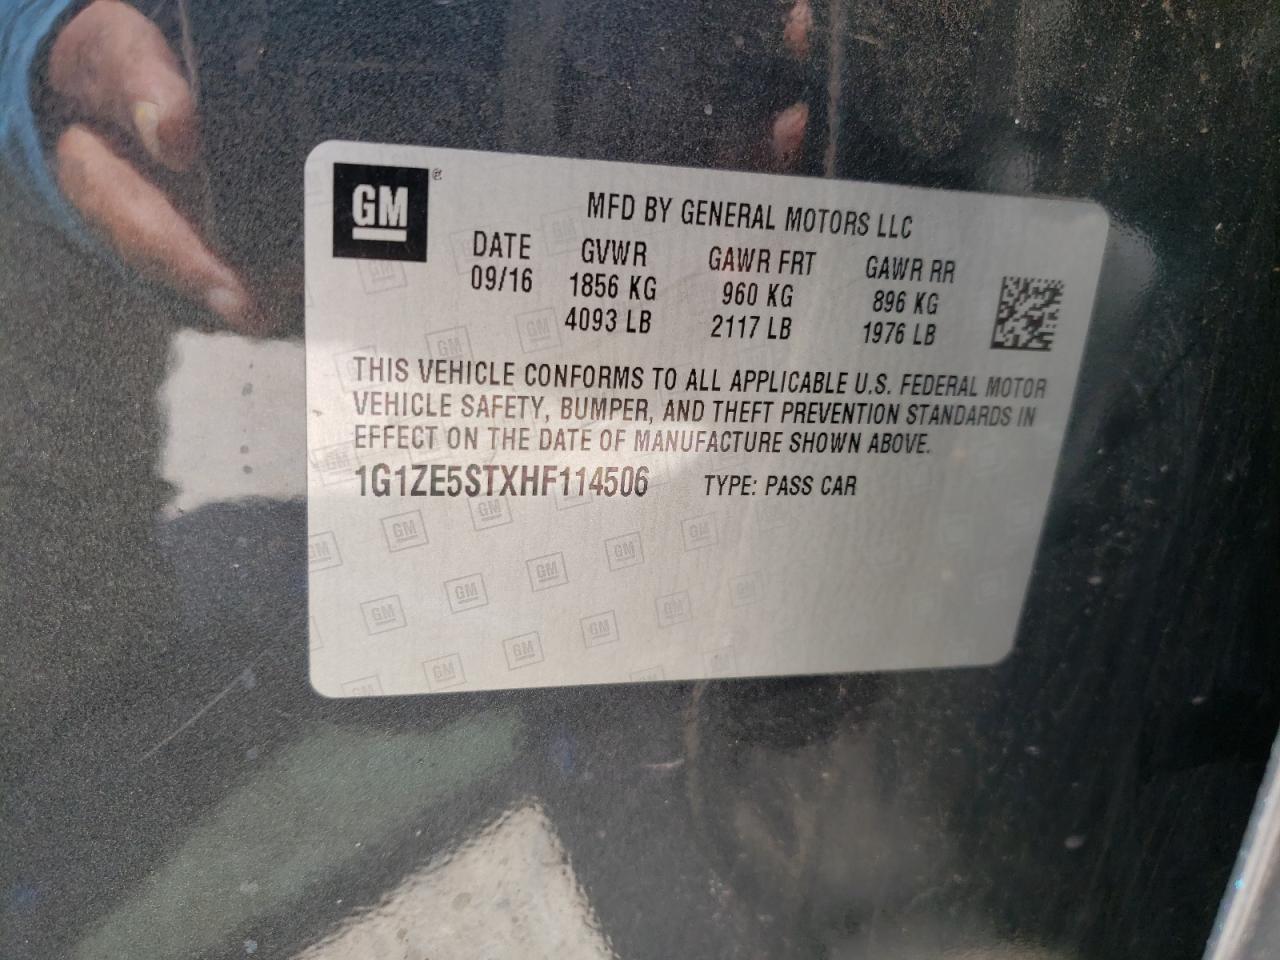 GM®
MFD BY GENERAL MOTORS LLC
DATE GVWR GAWR FRT GAWR RR
09/16 1856 KG 960 KG 896 KG
4093 LB 2117 LB 1976 LB
THIS VEHICLE CONFORMS TO ALL APPLICABLE U.S. FEDERAL MOTOR
VEHICLE SAFETY, BUMPER, AND THEFT PREVENTION STANDARDS IN
EFFECT ON THE DATE OF MANUFACTURE SHOWN ABOVE.
1G1ZE5STXHF114506 TYPE: PASS CAR